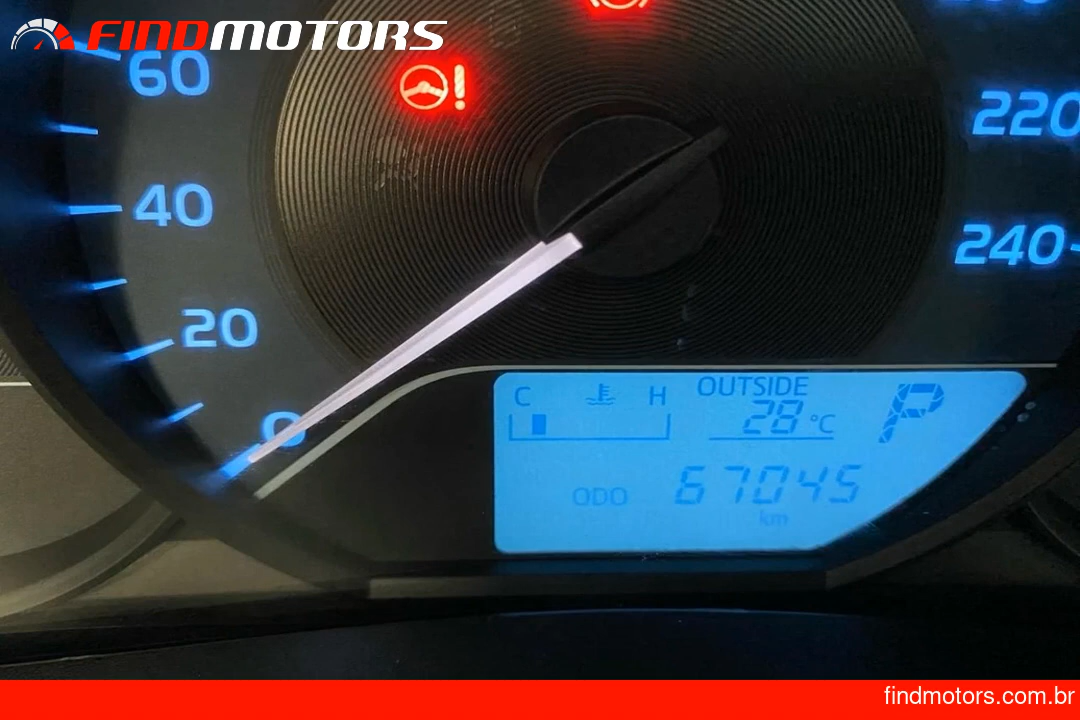 FINDMOTORS
60
40
20
0
220
240
C H
OUTSIDE
28 °C
P
ODO 67045
km
findmotors.com.br